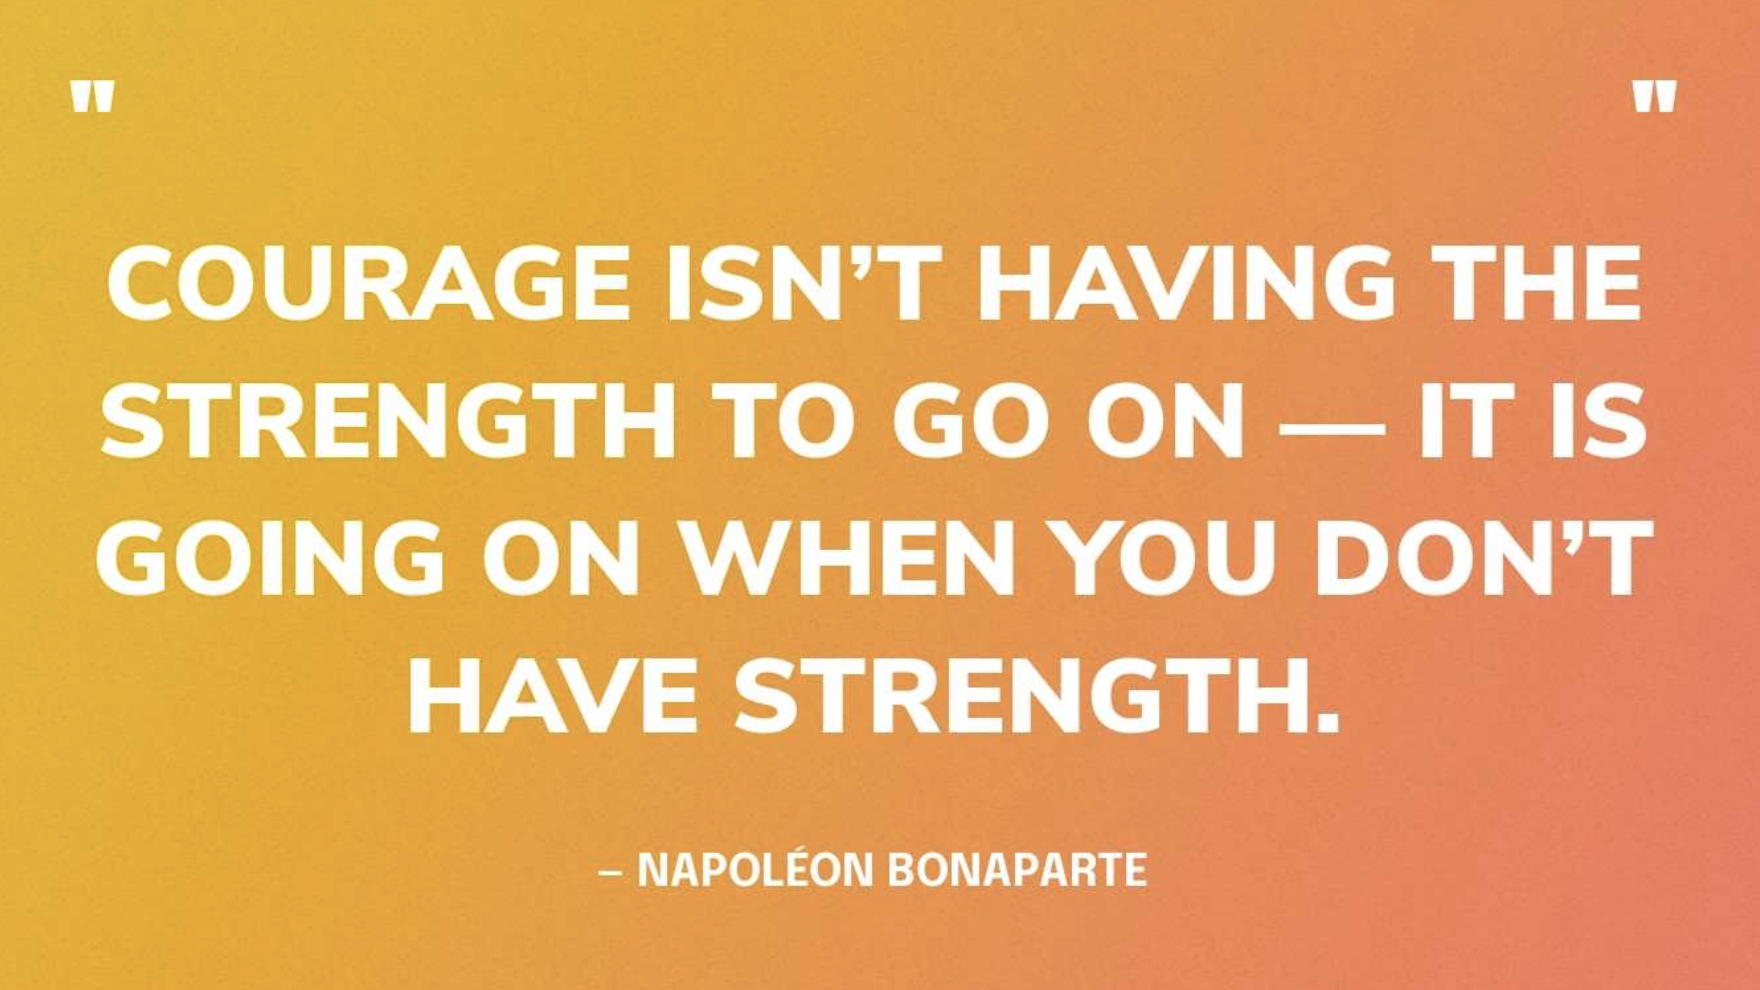 " "
COURAGE ISN’T HAVING THE
STRENGTH TO GO ON — IT IS
GOING ON WHEN YOU DON’T
HAVE STRENGTH.
– NAPOLÉON BONAPARTE